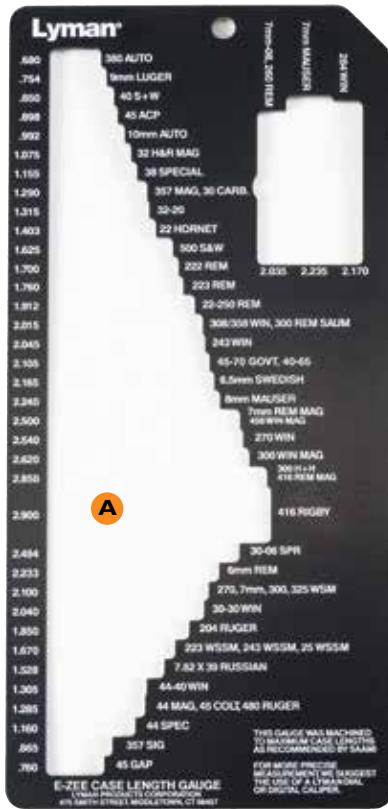 Lyman®
.680 380 AUTO
.754 9mm LUGER
.850 40 S+W
.898 45 ACP
.992 10mm AUTO
1.075 32 H&R MAG
1.155 38 SPECIAL
1.290 357 MAG, 30 CARB.
1.315 32-20
1.403 22 HORNET
1.625 500 S&W
1.700 222 REM
1.760 223 REM
1.912 22-250 REM
2.015 308/358 WIN, 300 REM SAUM
2.045 243 WIN
2.105 45-70 GOVT, 40-65
2.165 6.5mm SWEDISH
2.245 8mm MAUSER
2.500 7mm REM MAG
458 WIN MAG
2.540 270 WIN
2.620 300 WIN MAG
2.850 300 H+H
416 REM MAG
A
2.900 416 RIGBY
2.494 30-06 SPR
2.233 6mm REM
2.100 270, 7mm, 300, 325 WSM
2.040 30-30 WIN
1.850 204 RUGER
1.670 223 WSSM, 243 WSSM, 25 WSSM
1.528 7.62 X 39 RUSSIAN
1.305 44-40 WIN
1.285 44 MAG, 45 COLT, 480 RUGER
1.160 44 SPEC
.865 357 SIG
.760 45 GAP
7mm-08, 260 REM
7mm MAUSER
284 WIN
2.035 2.235 2.170
E-ZEE CASE LENGTH GAUGE
LYMAN PRODUCTS CORPORATION
475 SMITH STREET, MIDDLETOWN, CT 06457
THIS GAUGE WAS MACHINED
TO MAXIMUM CASE LENGTHS
AS RECOMMENDED BY SAAMI
FOR MORE PRECISE
MEASUREMENT WE SUGGEST
THE USE OF A LYMAN DIAL
OR DIGITAL CALIPER.